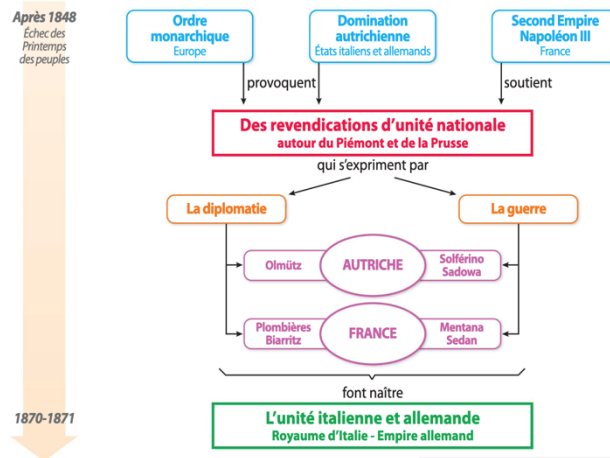 Après 1848
Échec des
Printemps
des peuples
Ordre
monarchique
Europe
Domination
autrichienne
États italiens et allemands
Second Empire
Napoléon III
France
provoquent
soutient
Des revendications d'unité nationale
autour du Piémont et de la Prusse
qui s'expriment par
La diplomatie
La guerre
Olmütz
AUTRICHE
Solférino
Sadowa
Plombières
Biarritz
FRANCE
Mentana
Sedan
font naître
1870-1871
L'unité italienne et allemande
Royaume d'Italie - Empire allemand